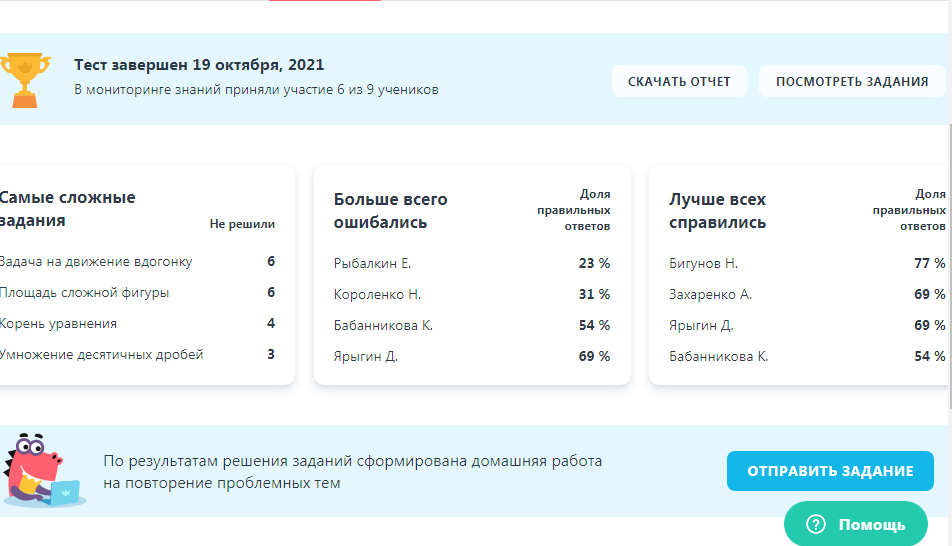 Тест завершен 19 октября, 2021
В мониторинге знаний приняли участие 6 из 9 учеников
СКАЧАТЬ ОТЧЕТ
ПОСМОТРЕТЬ ЗАДАНИЯ
Самые сложные
задания
Не решили
Задача на движение вдогонку 6
Площадь сложной фигуры 6
Корень уравнения 4
Умножение десятичных дробей 3
Больше всего
ошибались
Доля
правильных
ответов
Рыбалкин Е. 23 %
Короленко Н. 31 %
Бабанникова К. 54 %
Ярыгин Д. 69 %
Лучше всех
справились
Доля
правильных
ответов
Бигунов Н. 77 %
Захаренко А. 69 %
Ярыгин Д. 69 %
Бабанникова К. 54 %
По результатам решения заданий сформирована домашняя работа
на повторение проблемных тем
ОТПРАВИТЬ ЗАДАНИЕ
Помощь